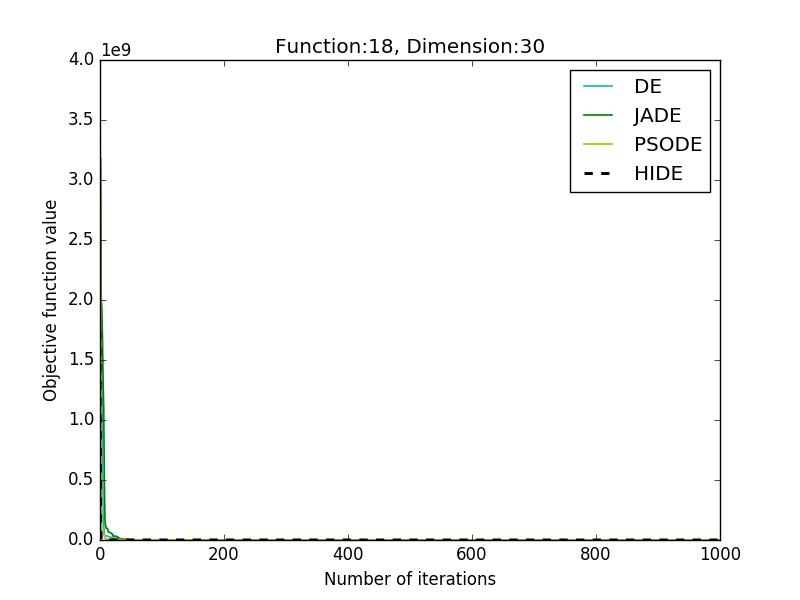 Function:18, Dimension:30
1e9
4.0
3.5
3.0
2.5
2.0
1.5
1.0
0.5
0.0
Objective function value
DE
JADE
PSODE
HIDE
0 200 400 600 800 1000
Number of iterations